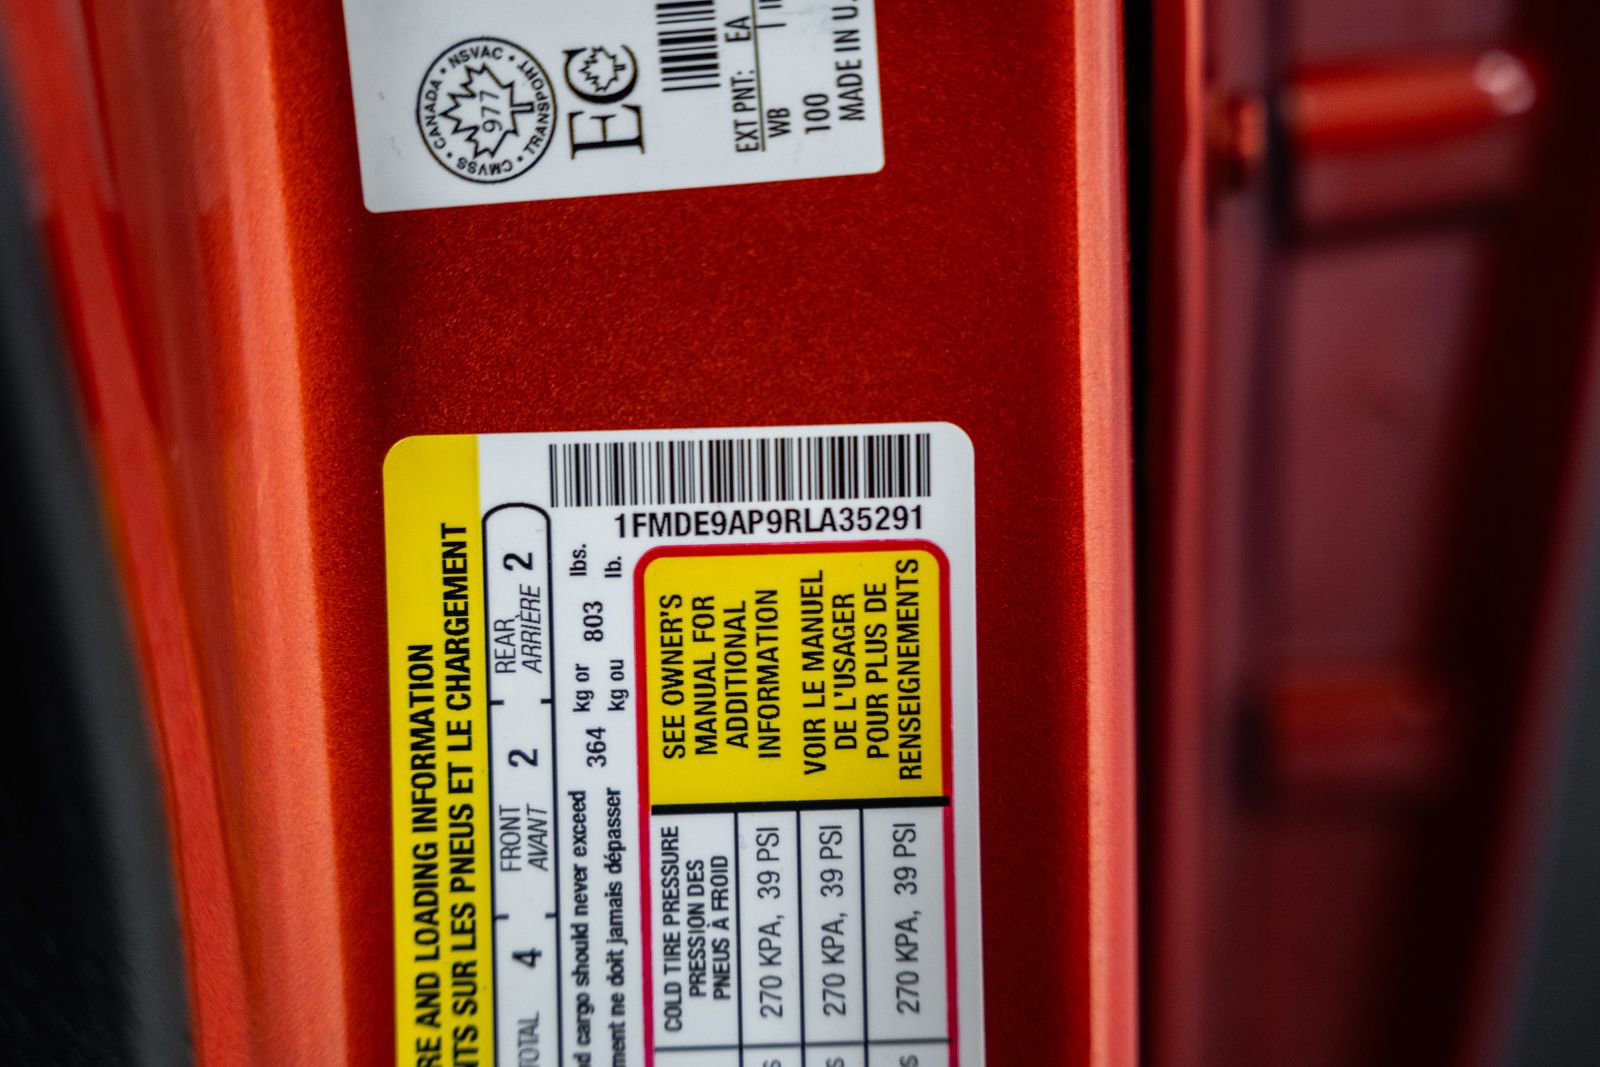 CANADA • NSVAC • TRANSPORT • CMVSS •
977
EC
EXT PNT: EA
WB
100
MADE IN U.
1FMDE9AP9RLA35291
RE AND LOADING INFORMATION
NTS SUR LES PNEUS ET LE CHARGEMENT
TOTAL 4 FRONT 2 REAR 2
AVANT ARRIÈRE
d cargo should never exceed 364 kg or 803 lbs.
ment ne doit jamais dépasser kg ou lb.
COLD TIRE PRESSURE
PRESSION DES
PNEUS À FROID
270 KPA, 39 PSI
270 KPA, 39 PSI
270 KPA, 39 PSI
SEE OWNER'S
MANUAL FOR
ADDITIONAL
INFORMATION
VOIR LE MANUEL
DE L'USAGER
POUR PLUS DE
RENSEIGNEMENTS